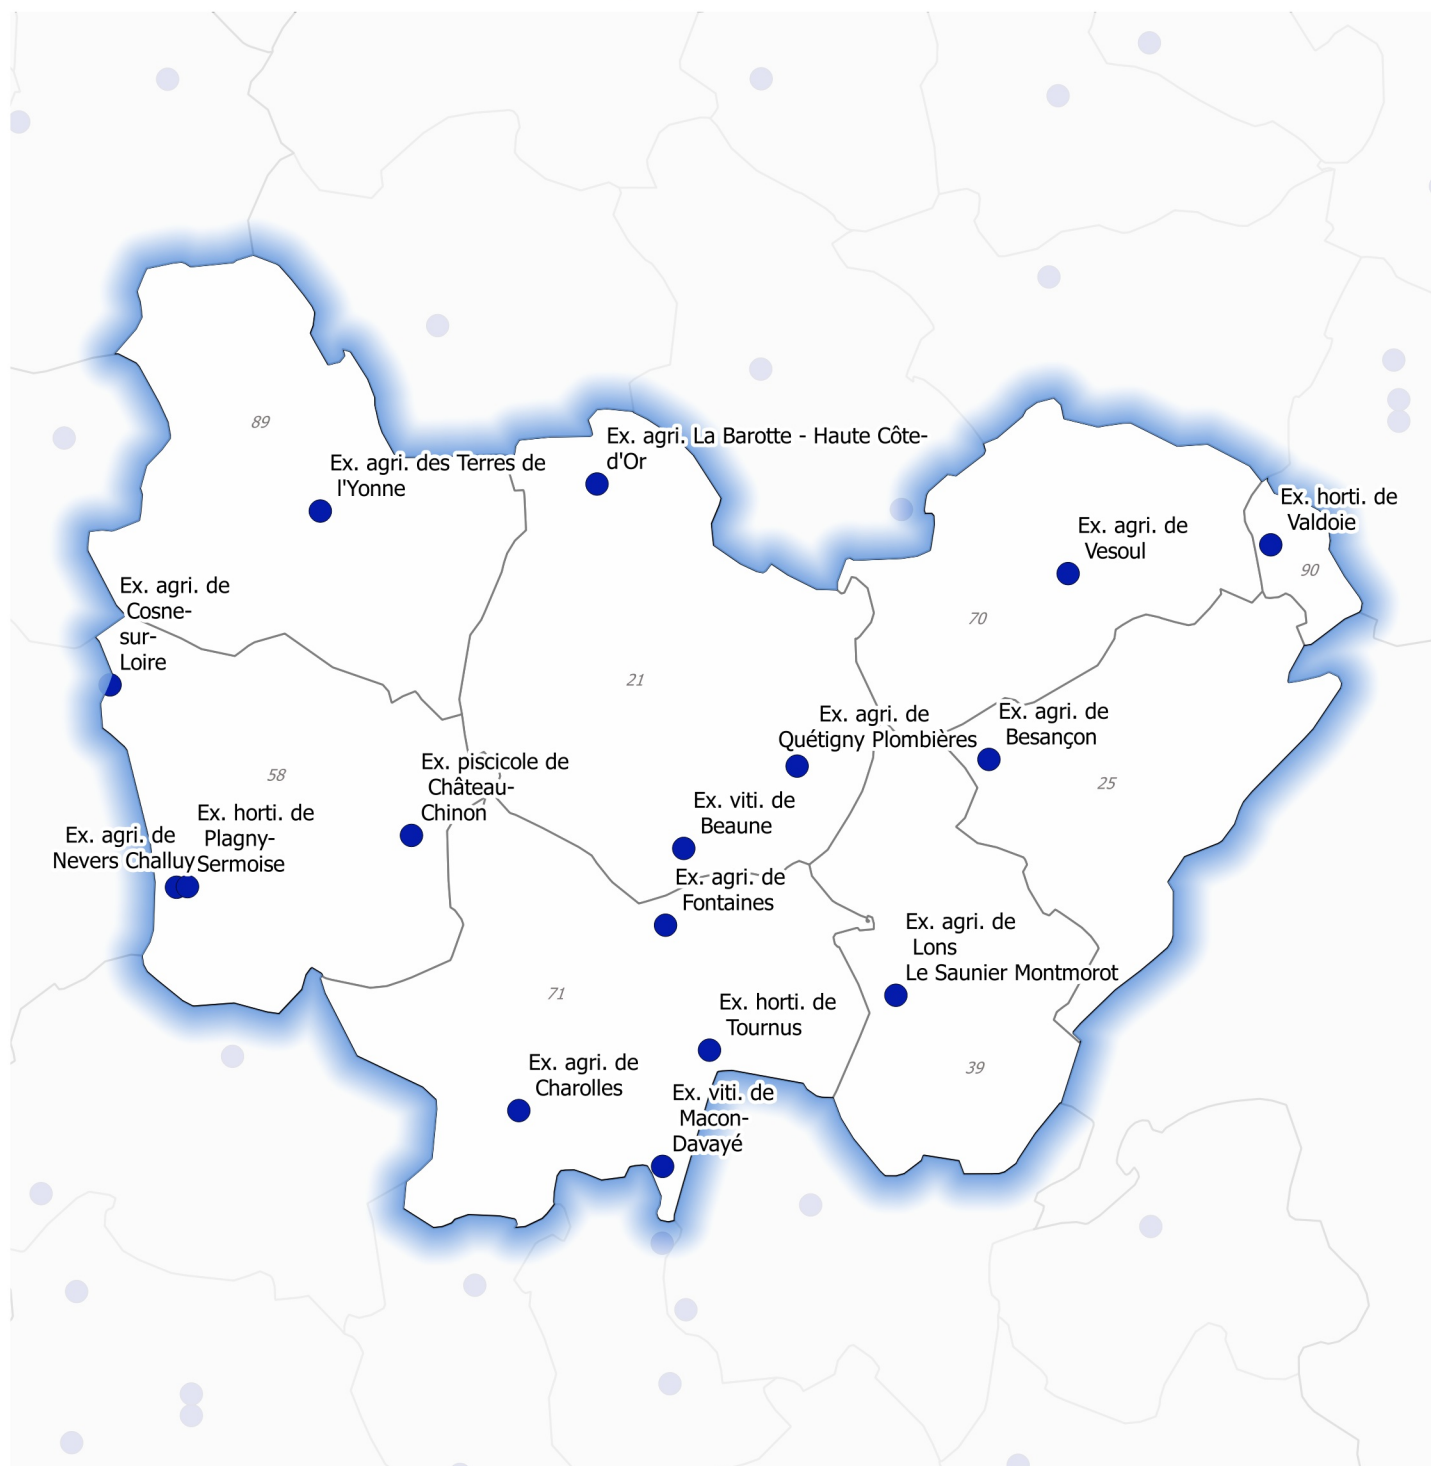 89
Ex. agri. La Barotte - Haute Côte-
d'Or
Ex. agri. des Terres de
l'Yonne
Ex. horti. de
Valdoie
Ex. agri. de
Vesoul
90
Ex. agri. de
Cosne-
sur-
Loire
70
21
Ex. agri. de
Quétigny Plombières
Ex. agri. de
Besançon
Ex. piscicole de
Château-
Chinon
58
25
Ex. viti. de
Beaune
Ex. horti. de
Plagny-
Sermoise
Ex. agri. de
Nevers Challuy
Ex. agri. de
Fontaines
Ex. agri. de
Lons
Le Saunier Montmorot
71
Ex. horti. de
Tournus
Ex. agri. de
Charolles
39
Ex. viti. de
Macon-
Davayé